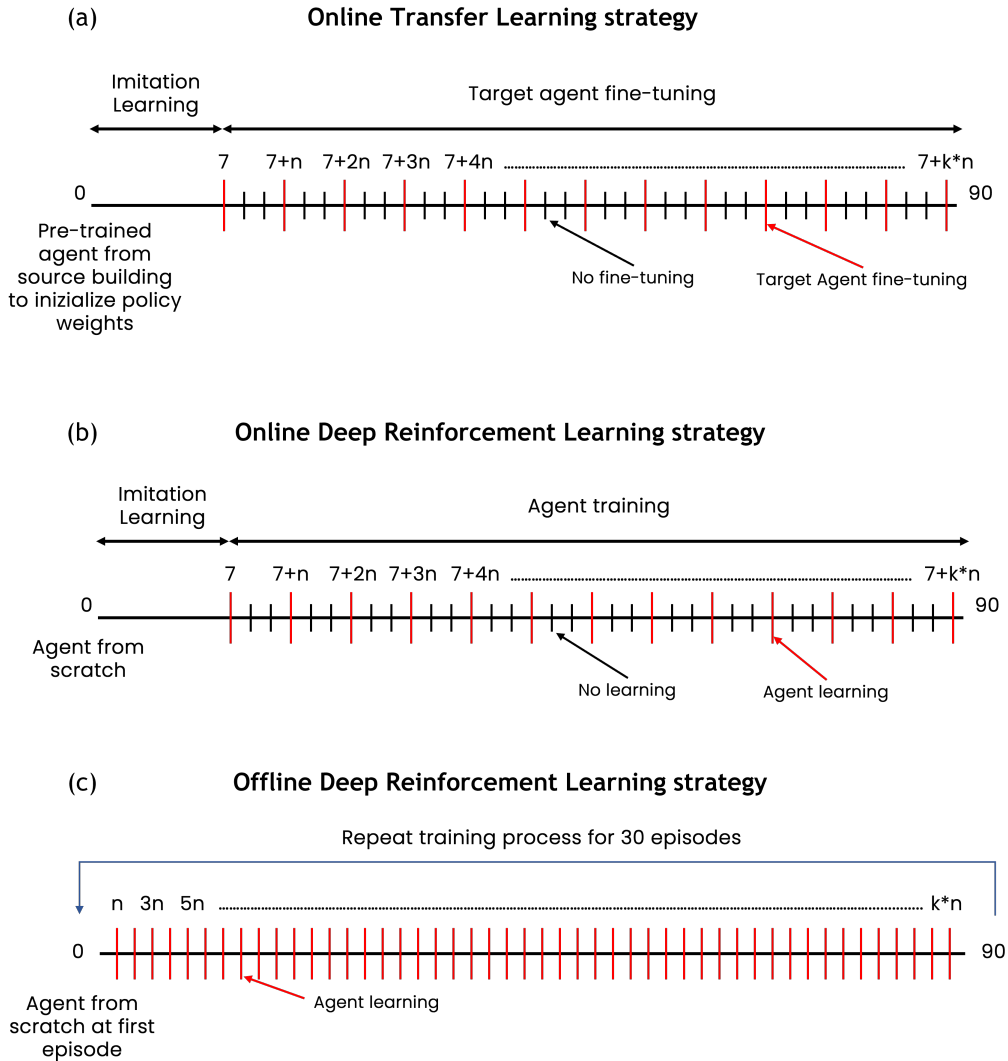 (a)
Online Transfer Learning strategy
Imitation
Learning
Target agent fine-tuning
7 7+n 7+2n 7+3n 7+4n ........ 7+k*n
0
90
Pre-trained
agent from
source building
to inizialize policy
weights
No fine-tuning
Target Agent fine-tuning
(b)
Online Deep Reinforcement Learning strategy
Imitation
Learning
Agent training
7 7+n 7+2n 7+3n 7+4n ........ 7+k*n
0
90
Agent from
scratch
No learning
Agent learning
(c)
Offline Deep Reinforcement Learning strategy
Repeat training process for 30 episodes
n 3n 5n ........ k*n
0
90
Agent learning
Agent from
scratch at first
episode